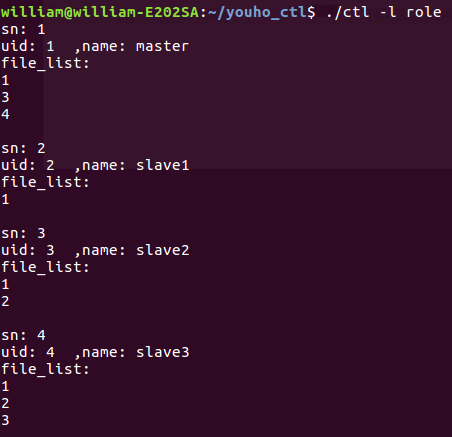 william@william-E202SA:~/youho_ctl$ ./ctl -l role
sn: 1
uid: 1  ,name: master
file_list:
1
3
4

sn: 2
uid: 2  ,name: slave1
file_list:
1

sn: 3
uid: 3  ,name: slave2
file_list:
1
2

sn: 4
uid: 4  ,name: slave3
file_list:
1
2
3